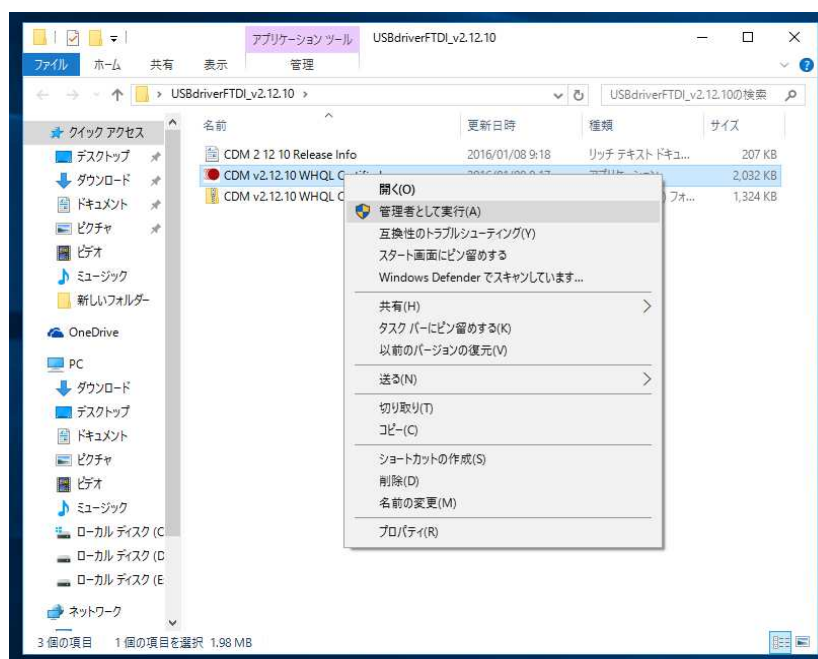 アプリケーション ツール USBdriverFTDI_v2.12.10
ファイル ホーム 共有 表示 管理
USBdriverFTDI_v2.12.10
USBdriverFTDI_v2.12.10の検索
クイック アクセス
デスクトップ
ダウンロード
ドキュメント
ピクチャ
ビデオ
ミュージック
新しいフォルダー
OneDrive
PC
ダウンロード
デスクトップ
ドキュメント
ピクチャ
ビデオ
ミュージック
ローカル ディスク (C
ローカル ディスク (D
ローカル ディスク (E
ネットワーク
名前 更新日時 種類 サイズ
CDM 2 12 10 Release Info 2016/01/08 9:18 リッチ テキスト ドキュ... 207 KB
CDM v2.12.10 WHQL 2,032 KB
CDM v2.12.10 WHQL C フォ... 1,324 KB
開く(O)
管理者として実行(A)
互換性のトラブルシューティング(Y)
スタート画面にピン留めする
Windows Defender でスキャンしています...
共有(H)
タスク バーにピン留めする(K)
以前のバージョンの復元(V)
送る(N)
切り取り(T)
コピー(C)
ショートカットの作成(S)
削除(D)
名前の変更(M)
プロパティ(R)
3 個の項目 1 個の項目を選択 1.98 MB